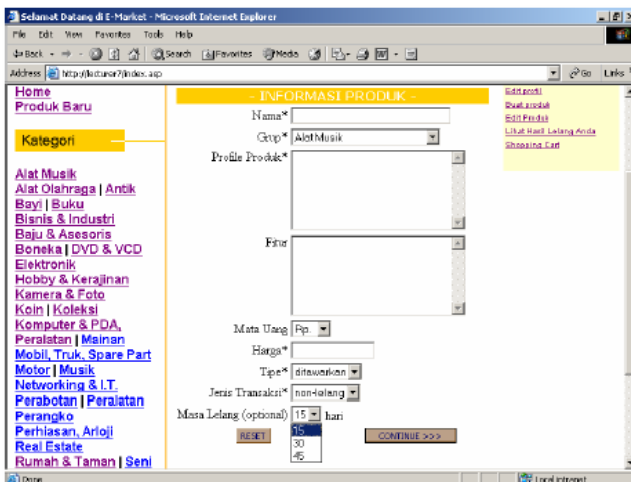 Selamat Datang di E-Market - Microsoft Internet Explorer
File Edit View Favorites Tools Help
Back Search Favorites Media
Address http://lecturer7/index.asp Go Links
Home
Produk Baru
Kategori
Alat Musik
Alat Olahraga | Antik
Bayi | Buku
Bisnis & Industri
Baju & Asesoris
Boneka | DVD & VCD
Elektronik
Hobby & Kerajinan
Kamera & Foto
Koin | Koleksi
Komputer & PDA,
Peralatan | Mainan
Mobil, Truk, Spare Part
Motor | Musik
Networking & I.T.
Perabotan | Peralatan
Perangko
Perhiasan, Arloji
Real Estate
Rumah & Taman | Seni
- INFORMASI PRODUK -
Nama*
Grup* Alat Musik
Profile Produk*
Fitur
Mata Uang Rp.
Harga*
Tipe* ditawarkan
Jenis Transaksi* non-lelang
Masa Lelang (optional) 15 hari
15
30
45
RESET CONTINUE >>>
Edit profil
Buat produk
Edit Produk
Lihat Hasil Lelang Anda
Shopping Cart
Done Local intranet